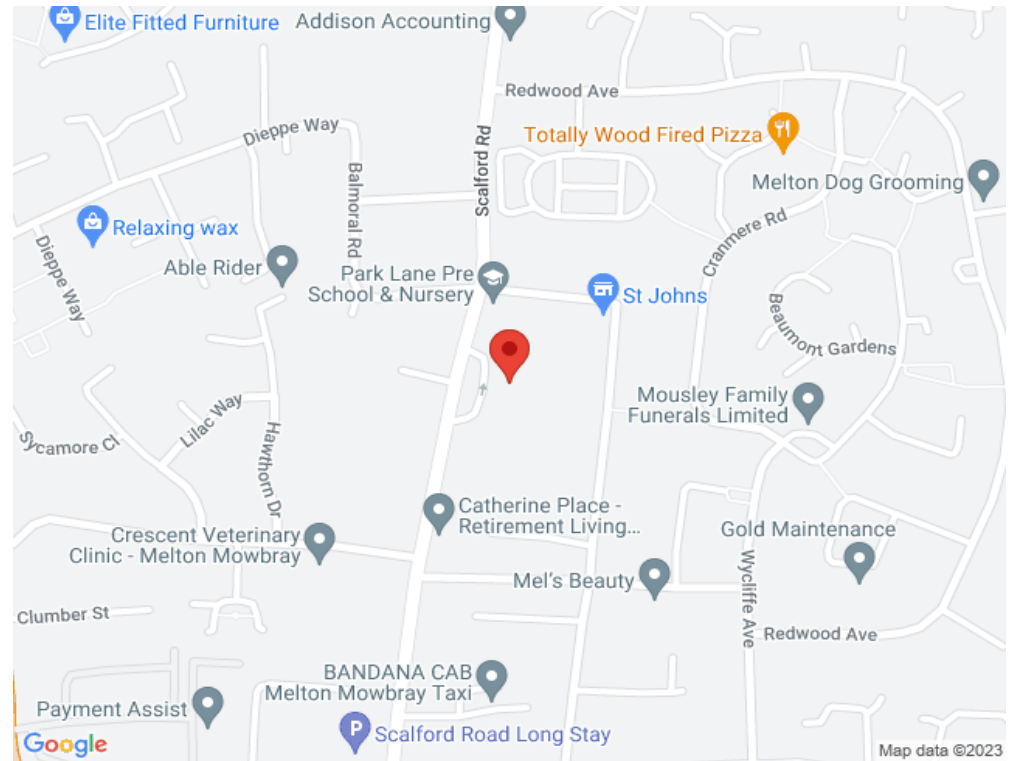 Elite Fitted Furniture
Addison Accounting
Redwood Ave
Dieppe Way
Scalford Rd
Totally Wood Fired Pizza
Balmoral Rd
Melton Dog Grooming
Relaxing wax
Cranmere Rd
Dieppe Way
Able Rider
Park Lane Pre
School & Nursery
St Johns
Beaumont Gardens
Mousley Family
Funerals Limited
Sycamore Cl
Lilac Way
Hawthorn Dr
Catherine Place -
Retirement Living...
Crescent Veterinary
Clinic - Melton Mowbray
Gold Maintenance
Mel's Beauty
Wycliffe Ave
Clumber St
Redwood Ave
BANDANA CAB
Melton Mowbray Taxi
Payment Assist
P
Scalford Road Long Stay
Google
Map data ©2023